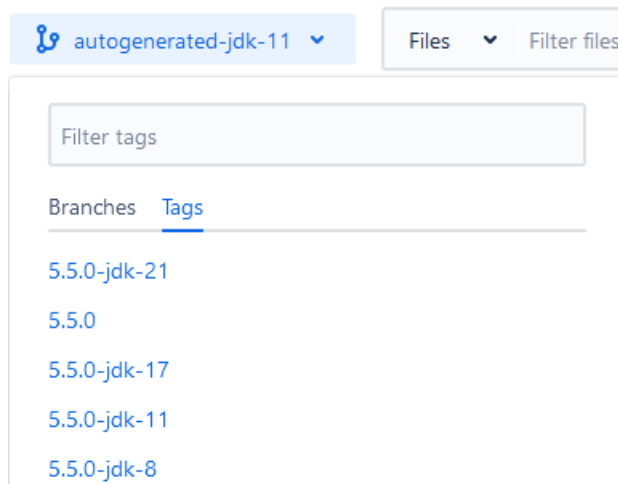 autogenerated-jdk-11 Files Filter files
Filter tags
Branches Tags
5.5.0-jdk-21
5.5.0
5.5.0-jdk-17
5.5.0-jdk-11
5.5.0-jdk-8